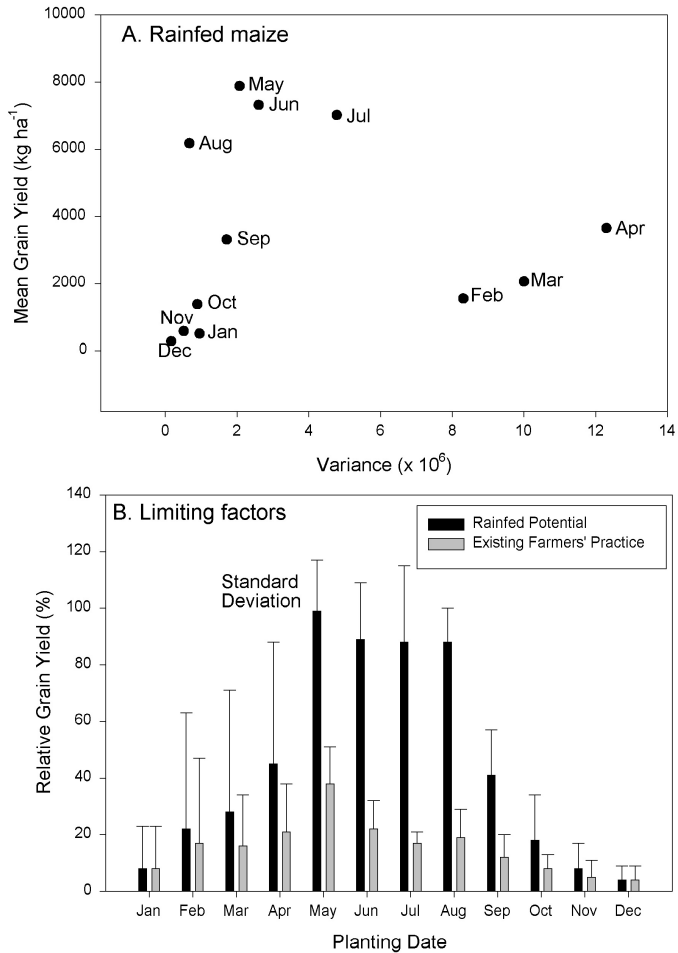 A. Rainfed maize
Mean Grain Yield (kg ha-1)
10000
8000
6000
4000
2000
0
May
Jun
Jul
Aug
Sep
Apr
Mar
Feb
Oct
Nov
Jan
Dec
0 2 4 6 8 10 12 14
Variance (x 10⁶)
B. Limiting factors
Rainfed Potential
Existing Farmers' Practice
Standard
Deviation
Relative Grain Yield (%)
140
120
100
80
60
40
20
0
Jan Feb Mar Apr May Jun Jul Aug Sep Oct Nov Dec
Planting Date